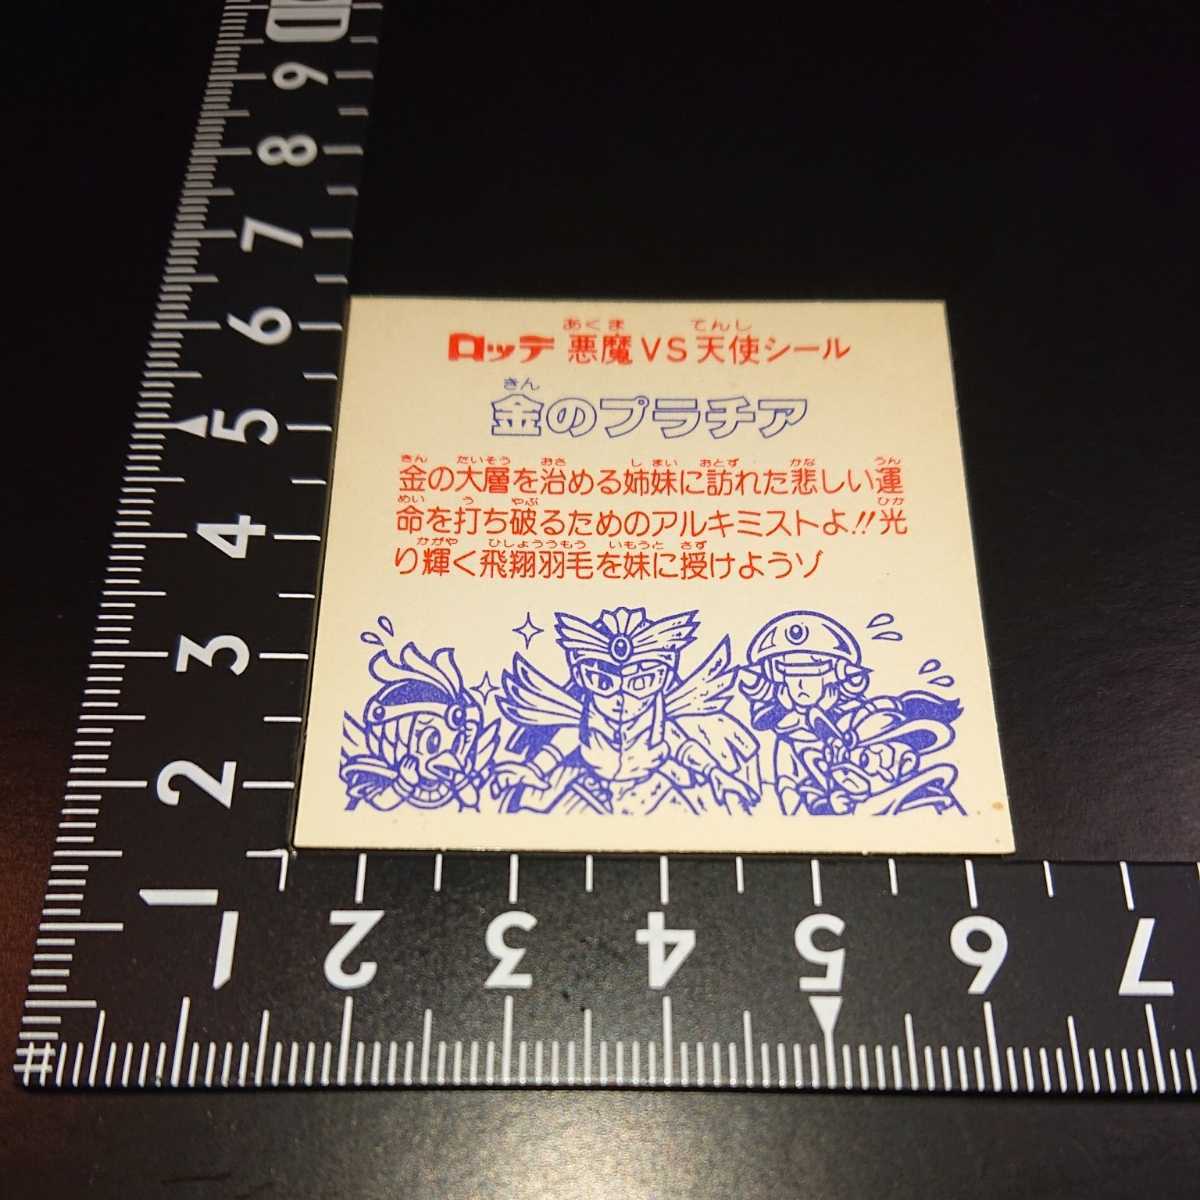 10
9
8
7
6
5
4
3
2
1
あくま てんし
ロッテ 悪魔VS天使シール
きん
金のプラチア
きん たいそう おさ しまい おとず かな うん
金の大層を治める姉妹に訪れた悲しい運
めい う やぶ ひか
命を打ち破るためのアルキミストよ!!光
かがや ひしょううもう いもうと さず
り輝く飛翔羽毛を妹に授けようゾ
1 2 3 4 5 6 7